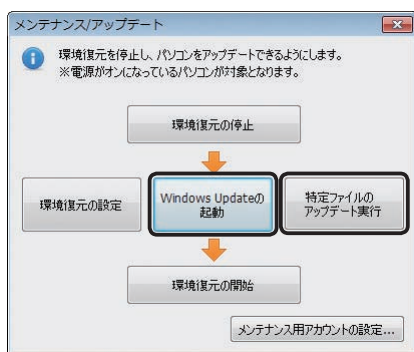 メンテナンス/アップデート
環境復元を停止し、パソコンをアップデートできるようにします。
※電源がオンになっているパソコンが対象となります。
環境復元の停止
環境復元の設定
Windows Updateの
起動
特定ファイルの
アップデート実行
環境復元の開始
メンテナンス用アカウントの設定...